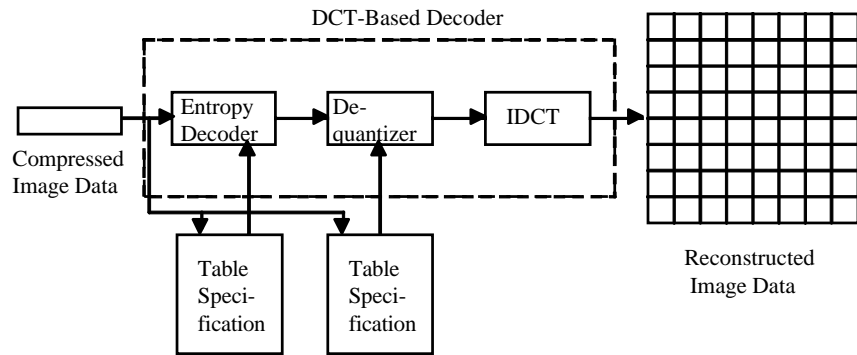 DCT-Based Decoder
Entropy
Decoder
De-
quantizer
IDCT
Compressed
Image Data
Table
Speci-
fication
Table
Speci-
fication
Reconstructed
Image Data